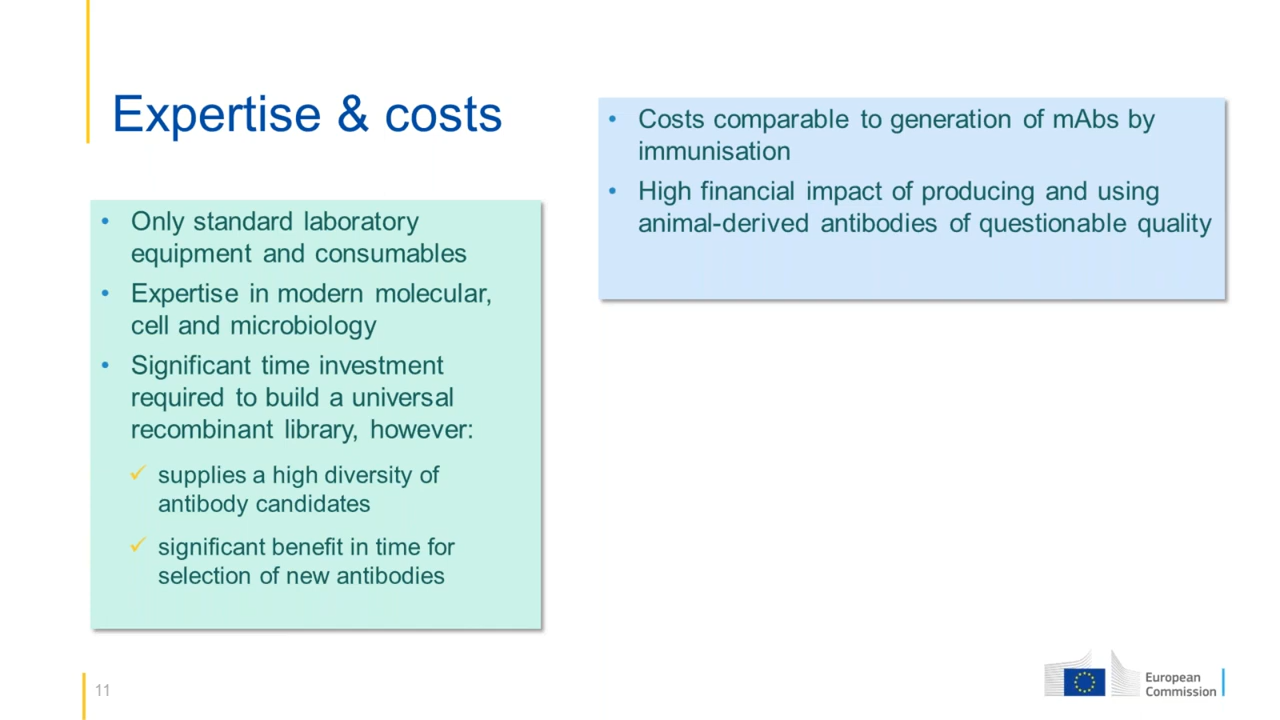 Expertise & costs
• Only standard laboratory
equipment and consumables
• Expertise in modern molecular,
cell and microbiology
• Significant time investment
required to build a universal
recombinant library, however:
✓ supplies a high diversity of
antibody candidates
✓ significant benefit in time for
selection of new antibodies
• Costs comparable to generation of mAbs by
immunisation
• High financial impact of producing and using
animal-derived antibodies of questionable quality
11
European
Commission